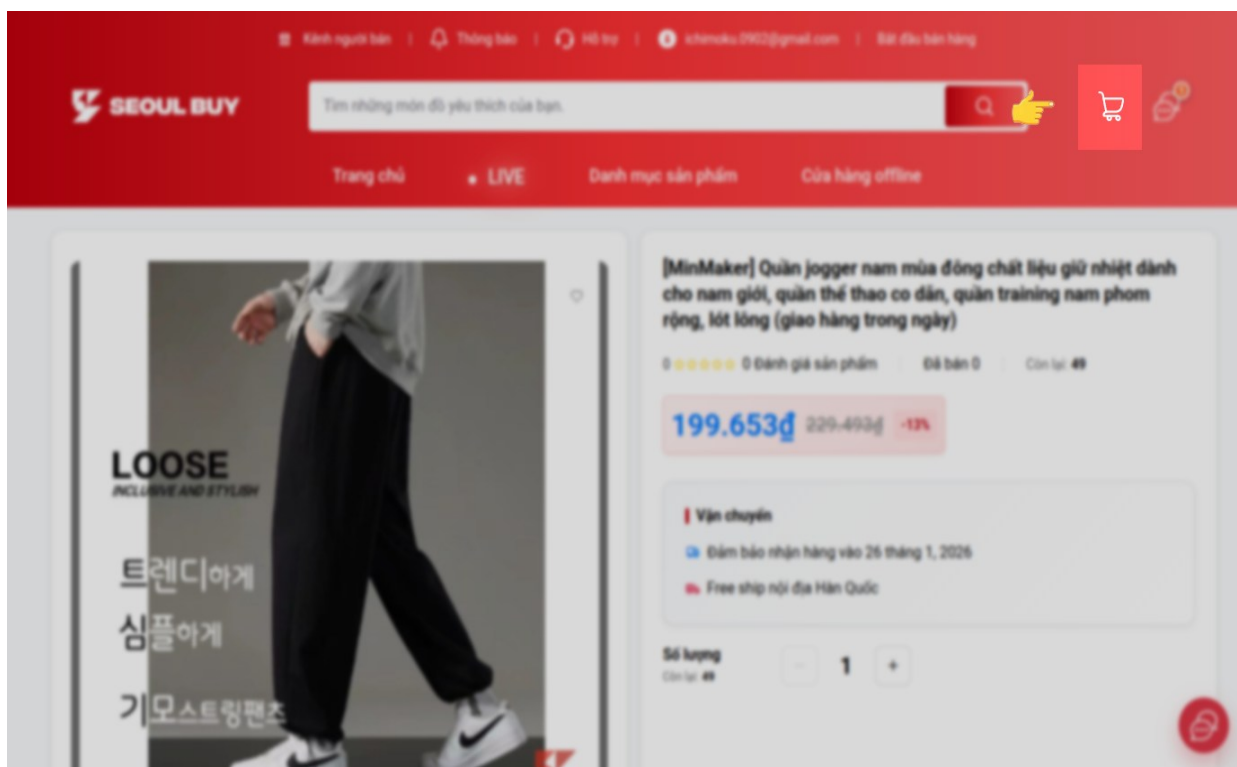 Kênh người bán | Thông báo | Hỗ trợ | ichimoku.0902@gmail.com | Bắt đầu bán hàng
SEOUL BUY
Tìm những món đồ yêu thích của bạn.
Trang chủ
LIVE
Danh mục sản phẩm
Cửa hàng offline
[MinMaker] Quần jogger nam mùa đông chất liệu giữ nhiệt dành
cho nam giới, quần thể thao co dãn, quần training nam phom
rộng, lót lông (giao hàng trong ngày)
0 0 Đánh giá sản phẩm Đã bán 0 Còn lại: 49
199.653₫ 229.493₫ -13%
Vận chuyển
Đảm bảo nhận hàng vào 26 tháng 1, 2026
Free ship nội địa Hàn Quốc
Số lượng
Còn lại: 49
- 1 +
LOOSE
INCLUSIVE AND STYLISH
트렌디하게
심플하게
기모스트링팬츠